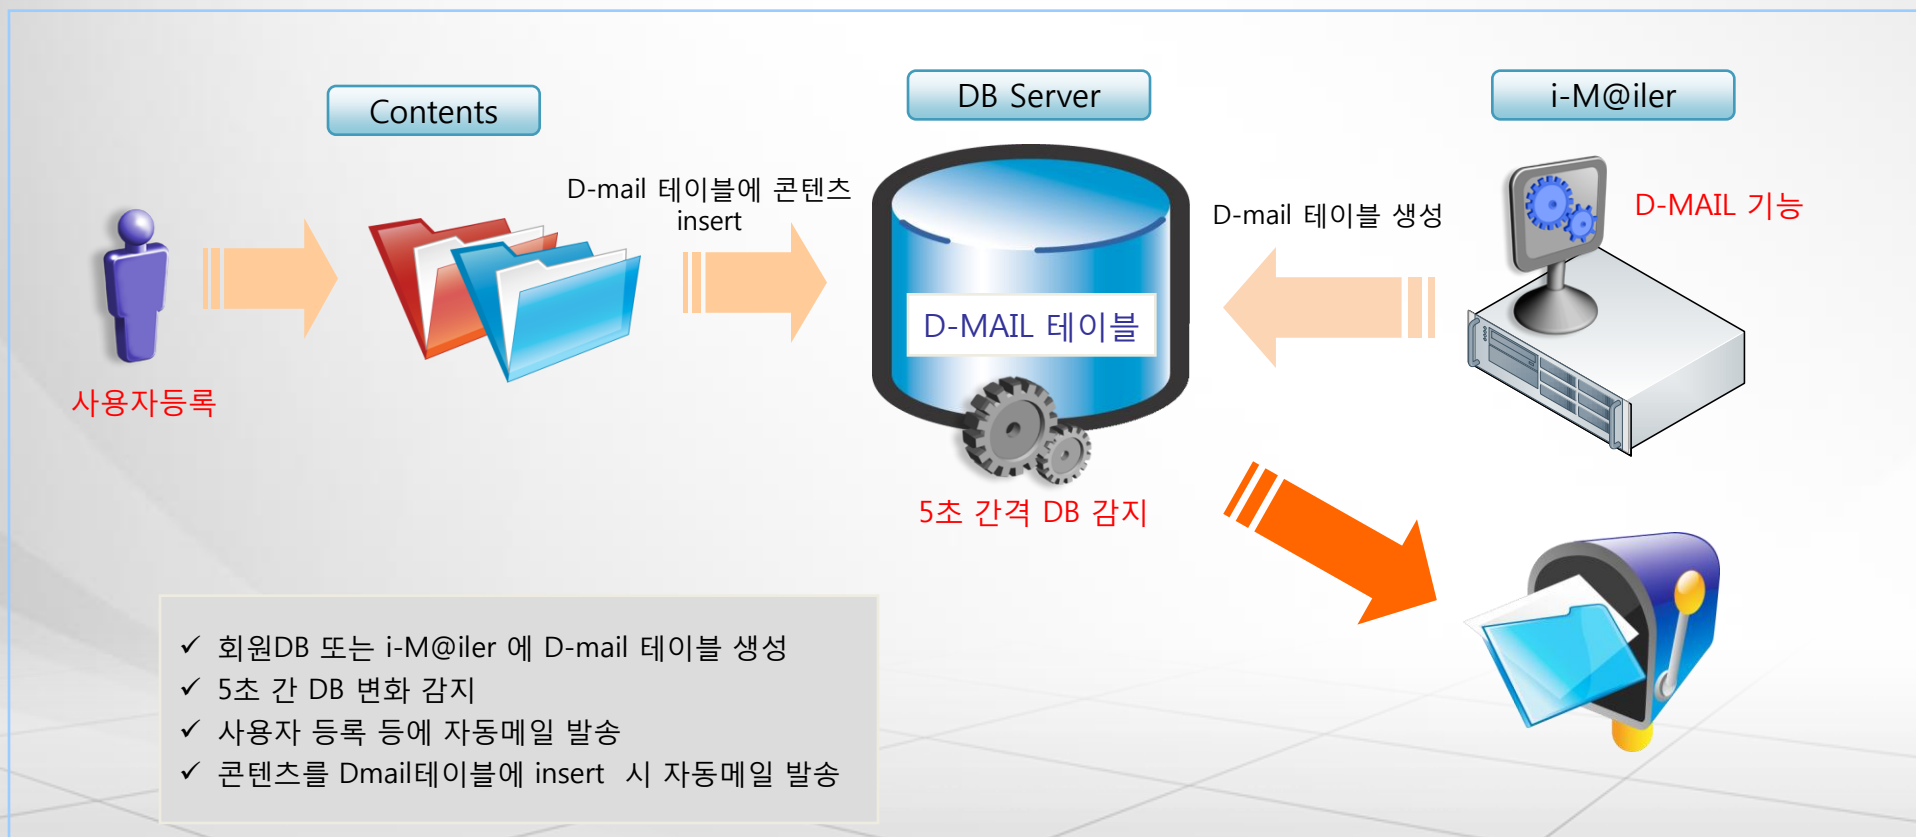 Contents
DB Server
i-M@iler
D-mail 테이블에 콘텐츠
insert
D-mail 테이블 생성
D-MAIL 기능
D-MAIL 테이블
사용자등록
5초 간격 DB 감지
✓ 회원DB 또는 i-M@iler 에 D-mail 테이블 생성
✓ 5초 간 DB 변화 감지
✓ 사용자 등록 등에 자동메일 발송
✓ 콘텐츠를 Dmail테이블에 insert 시 자동메일 발송